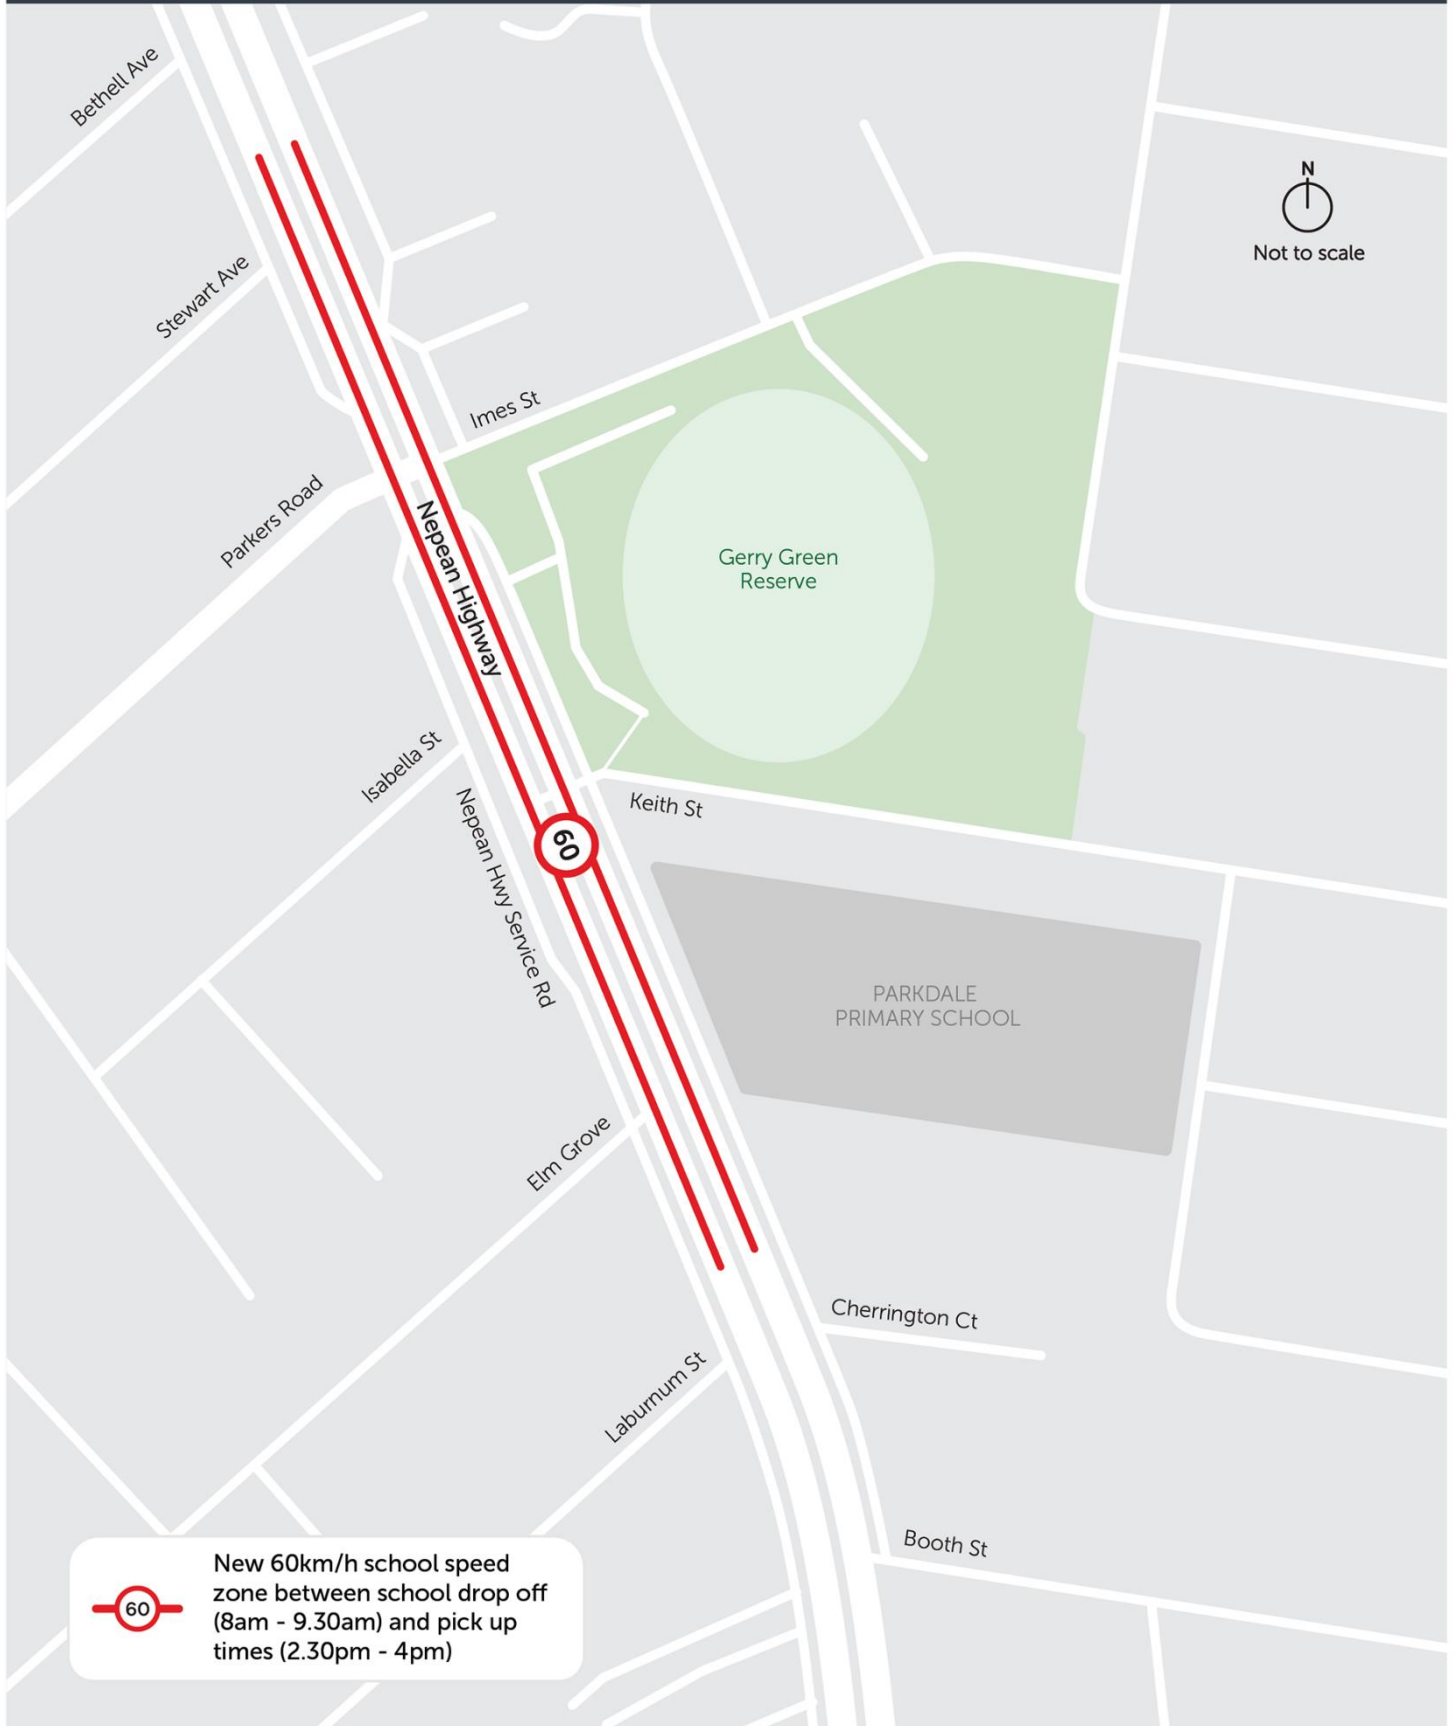 Bethell Ave
N
Not to scale
Stewart Ave
Imes St
Parkers Road
Nepean Highway
Gerry Green
Reserve
Isabella St
Keith St
Nepean Hwy Service Rd
60
PARKDALE
PRIMARY SCHOOL
Elm Grove
Cherrington Ct
Laburnum St
Booth St
60
New 60km/h school speed
zone between school drop off
(8am - 9.30am) and pick up
times (2.30pm - 4pm)